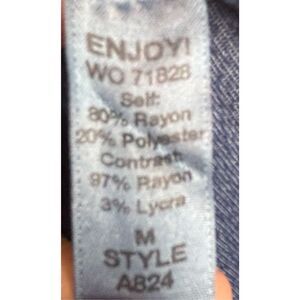 ENJOY!
WO 71828
Self:
80% Rayon
20% Polyester
Contrast
97% Rayon
3% Lycra
M
STYLE
A824